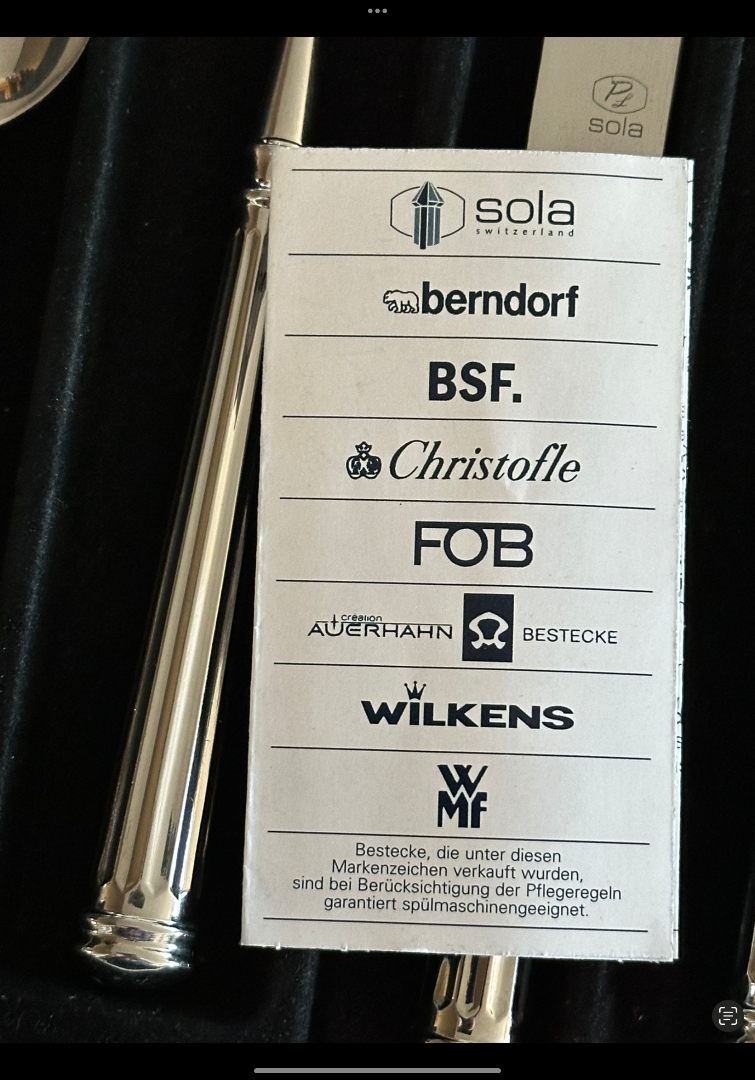 Ps
sola
sola
switzerland
berndorf
BSF.
Christofle
FOB
création
AUERHAHN BESTECKE
WILKENS
WMF
Bestecke, die unter diesen
Markenzeichen verkauft wurden,
sind bei Berücksichtigung der Pflegeregeln
garantiert spülmaschinengeeignet.